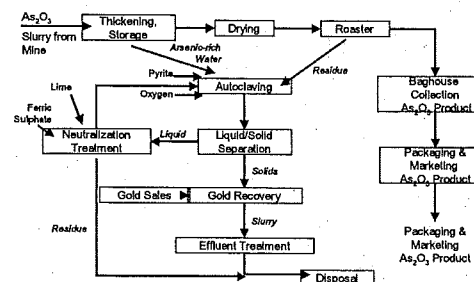 As₂O₃
Slurry from
Mine
Thickening,
Storage
Drying
Roaster
Arsenic-rich
Water
Pyrite
Oxygen
Autoclaving
Residue
Baghouse
Collection
As₂O₃ Product
Lime
Ferric
Sulphate
Neutralization
Treatment
Liquid
Liquid/Solid
Separation
Solids
Packaging &
Marketing
As₂O₃ Product
Gold Sales
Gold Recovery
Residue
Slurry
Effluent Treatment
Packaging &
Marketing
As₂O₃ Product
Disposal